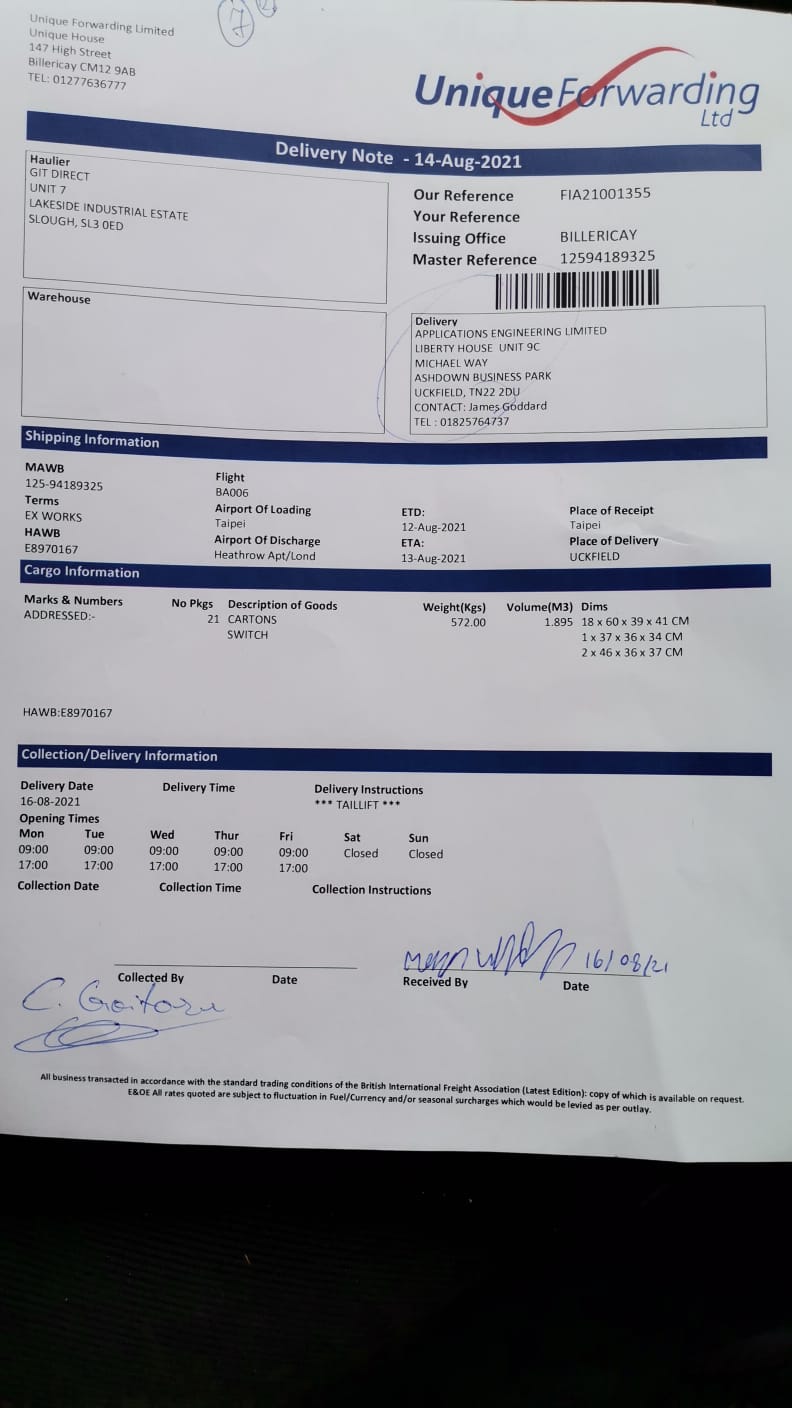 7
Unique Forwarding Limited
Unique House
147 High Street
Billericay CM12 9AB
TEL: 01277636777
UniqueForwarding
Ltd
Delivery Note - 14-Aug-2021
Haulier
GIT DIRECT
UNIT 7
LAKESIDE INDUSTRIAL ESTATE
SLOUGH, SL3 0ED
Our Reference FIA21001355
Your Reference
Issuing Office BILLERICAY
Master Reference 12594189325
Warehouse
Delivery
APPLICATIONS ENGINEERING LIMITED
LIBERTY HOUSE UNIT 9C
MICHAEL WAY
ASHDOWN BUSINESS PARK
UCKFIELD, TN22 2DU
CONTACT: James Goddard
TEL : 01825764737
Shipping Information
MAWB
125-94189325
Terms
EX WORKS
HAWB
E8970167
Flight
BA006
Airport Of Loading
Taipei
Airport Of Discharge
Heathrow Apt/Lond
ETD:
12-Aug-2021
ETA:
13-Aug-2021
Place of Receipt
Taipei
Place of Delivery
UCKFIELD
Cargo Information
Marks & Numbers No Pkgs Description of Goods Weight(Kgs) Volume(M3) Dims
ADDRESSED:- 21 CARTONS 572.00 1.895 18 x 60 x 39 x 41 CM
SWITCH 1 x 37 x 36 x 34 CM
2 x 46 x 36 x 37 CM
HAWB:E8970167
Collection/Delivery Information
Delivery Date Delivery Time Delivery Instructions
16-08-2021 *** TAILLIFT ***
Opening Times
Mon Tue Wed Thur Fri Sat Sun
09:00 09:00 09:00 09:00 09:00 Closed Closed
17:00 17:00 17:00 17:00 17:00
Collection Date Collection Time Collection Instructions
16/08/21
Collected By Date Received By Date
C.
All business transacted in accordance with the standard trading conditions of the British International Freight Association (Latest Edition): copy of which is available on request.
E&OE All rates quoted are subject to fluctuation in Fuel/Currency and/or seasonal surcharges which would be levied as per outlay.